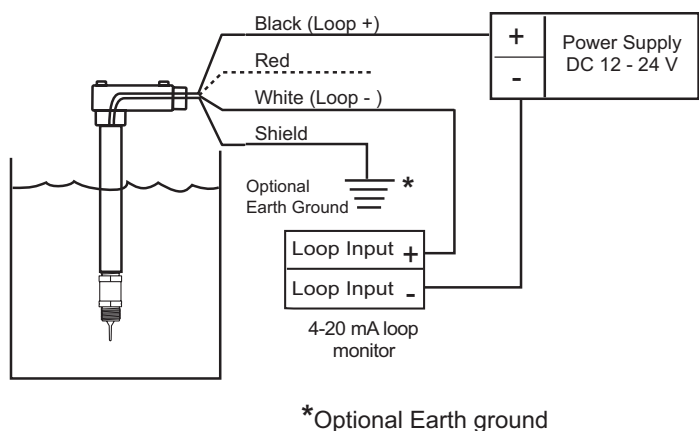 Black (Loop +)
Red
White (Loop - )
Shield
+
-
Power Supply
DC 12 - 24 V
Optional
Earth Ground
*
Loop Input +
Loop Input -
4-20 mA loop
monitor
*Optional Earth ground